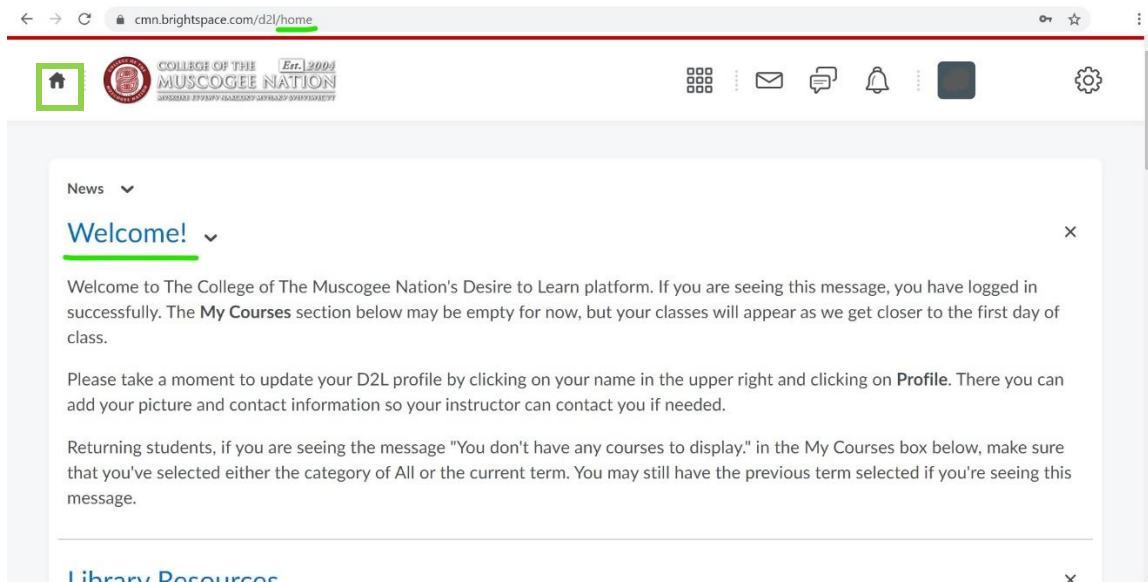 cmn.brightspace.com/d2l/home
COLLEGE OF THE Est. 2004
MUSCOGEE NATION
News
Welcome!
Welcome to The College of The Muscogee Nation's Desire to Learn platform. If you are seeing this message, you have logged in
successfully. The My Courses section below may be empty for now, but your classes will appear as we get closer to the first day of
class.
Please take a moment to update your D2L profile by clicking on your name in the upper right and clicking on Profile. There you can
add your picture and contact information so your instructor can contact you if needed.
Returning students, if you are seeing the message "You don't have any courses to display." in the My Courses box below, make sure
that you've selected either the category of All or the current term. You may still have the previous term selected if you're seeing this
message.
Library Resources